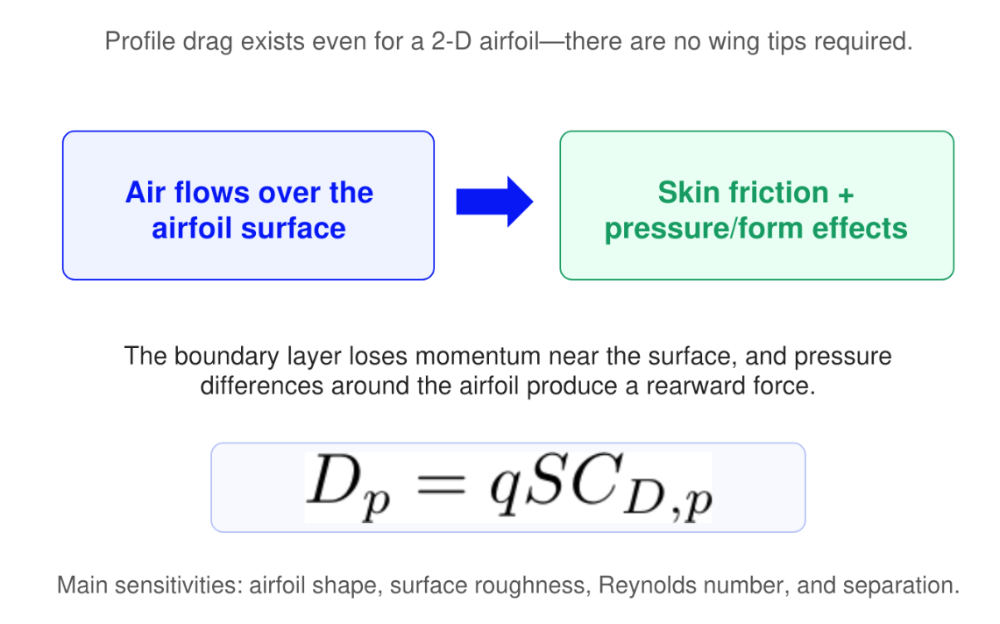 Profile drag exists even for a 2-D airfoil—there are no wing tips required.
Air flows over the
airfoil surface
Skin friction +
pressure/form effects
The boundary layer loses momentum near the surface, and pressure
differences around the airfoil produce a rearward force.
D_p = qSC_{D,p}
Main sensitivities: airfoil shape, surface roughness, Reynolds number, and separation.